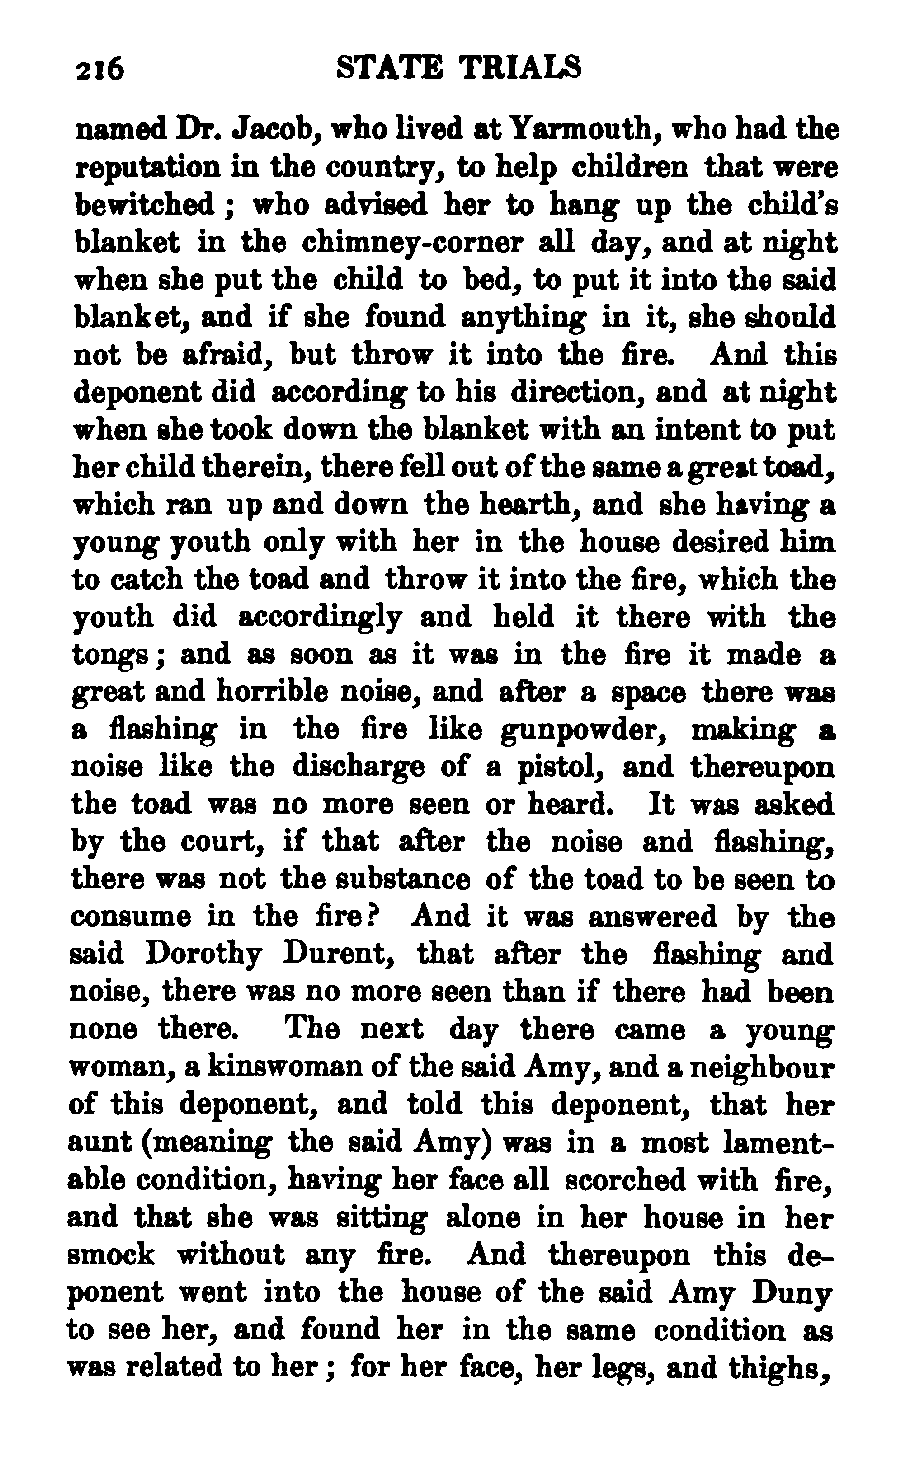 216 STATE TRIALS
named Dr. Jacob, who lived at Yarmouth, who had the
reputation in the country, to help children that were
bewitched ; who advised her to hang up the child's
blanket in the chimney-corner all day, and at night
when she put the child to bed, to put it into the said
blanket, and if she found anything in it, she should
not be afraid, but throw it into the fire. And this
deponent did according to his direction, and at night
when she took down the blanket with an intent to put
her child therein, there fell out of the same a great toad,
which ran up and down the hearth, and she having a
young youth only with her in the house desired him
to catch the toad and throw it into the fire, which the
youth did accordingly and held it there with the
tongs ; and as soon as it was in the fire it made a
great and horrible noise, and after a space there was
a flashing in the fire like gunpowder, making a
noise like the discharge of a pistol, and thereupon
the toad was no more seen or heard. It was asked
by the court, if that after the noise and flashing,
there was not the substance of the toad to be seen to
consume in the fire? And it was answered by the
said Dorothy Durent, that after the flashing and
noise, there was no more seen than if there had been
none there. The next day there came a young
woman, a kinswoman of the said Amy, and a neighbour
of this deponent, and told this deponent, that her
aunt (meaning the said Amy) was in a most lament-
able condition, having her face all scorched with fire,
and that she was sitting alone in her house in her
smock without any fire. And thereupon this de-
ponent went into the house of the said Amy Duny
to see her, and found her in the same condition as
was related to her ; for her face, her legs, and thighs,